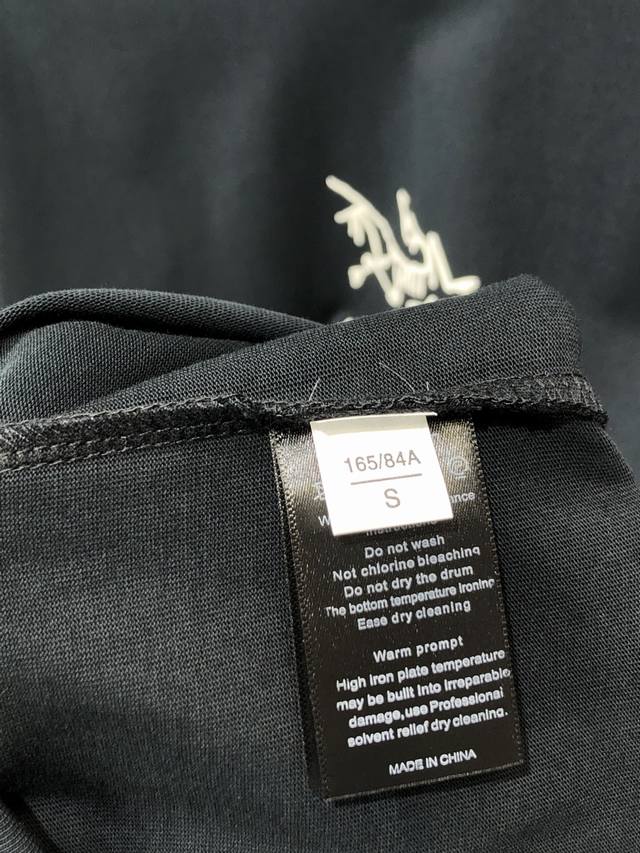 165/84A
S
Do not wash
Not chlorine bleaching
Do not dry the drum
The bottom temperature ironing
Ease dry cleaning
Warm prompt
High iron plate temperature
may be built into irreparable
damage,use Professional
solvent relief dry cleaning.
MADE IN CHINA